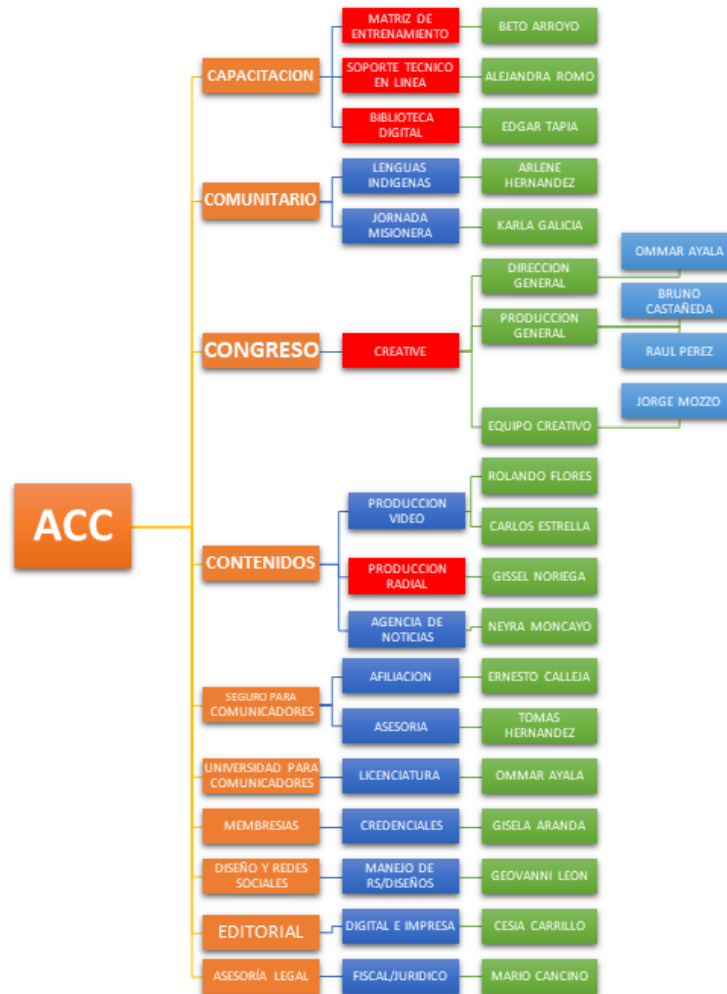 MATRIZ DE
ENTRENAMIENTO
BETO ARROYO
CAPACITACION
SOPORTE TECNICO
EN LINEA
ALEJANDRA ROMO
BIBLIOTECA
DIGITAL
EDGAR TAPIA
COMUNITARIO
LENGUAS
INDIGENAS
ARLENE
HERNANDEZ
JORNADA
MISIONERA
KARLA GALICIA
CONGRESO
CREATIVE
DIRECCION
GENERAL
OMMAR AYALA
PRODUCCION
GENERAL
BRUNO
CASTAÑEDA
RAUL PEREZ
EQUIPO CREATIVO
JORGE MOZZO
ACC
CONTENIDOS
PRODUCCION
VIDEO
ROLANDO FLORES
CARLOS ESTRELLA
PRODUCCION
RADIAL
GISSEL NORIEGA
AGENCIA DE
NOTICIAS
NEYRA MONCAYO
SEGURO PARA
COMUNICADORES
AFILIACION
ERNESTO CALLEJA
ASESORIA
TOMAS
HERNANDEZ
UNIVERSIDAD PARA
COMUNICADORES
LICENCIATURA
OMMAR AYALA
MEMBRESIAS
CREDENCIALES
GISELA ARANDA
DISEÑO Y REDES
SOCIALES
MANEJO DE
RS/DISEÑOS
GEOVANNI LEON
EDITORIAL
DIGITAL E IMPRESA
CESIA CARRILLO
ASESORÍA LEGAL
FISCAL/JURIDICO
MARIO CANCINO